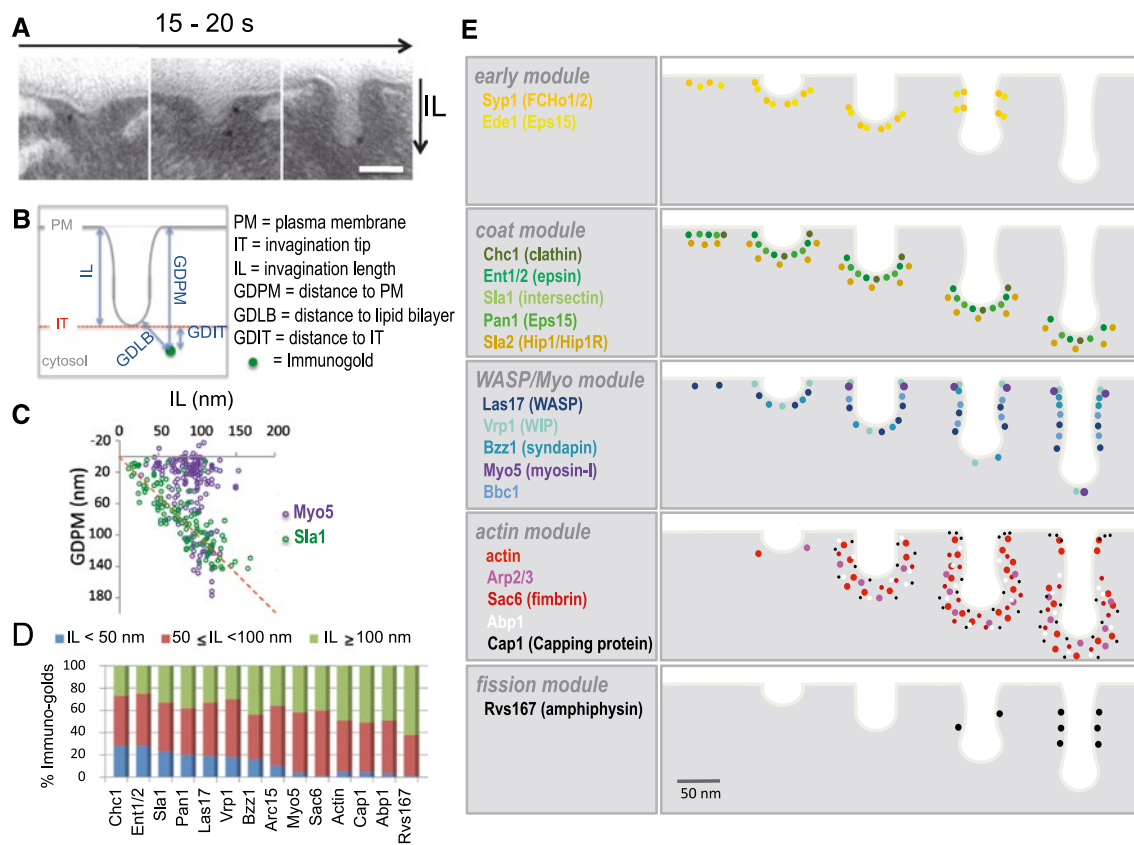 A
15 - 20 s
IL
B
PM
IL
GDPM
IT
GDLB
GDIT
cytosol
PM = plasma membrane
IT = invagination tip
IL = invagination length
GDPM = distance to PM
GDLB = distance to lipid bilayer
GDIT = distance to IT
= Immunogold
C
IL (nm)
0 50 100 150 200
-20
20
60
100
140
180
GDPM (nm)
Myo5
Sla1
D
IL < 50 nm
50 ≤ IL <100 nm
IL ≥ 100 nm
% Immuno-golds
100
80
60
40
20
0
Chc1
Ent1/2
Sla1
Pan1
Las17
Vrp1
Bzz1
Arc15
Myo5
Sac6
Actin
Cap1
Abp1
Rvs167
E
early module
Syp1 (FCHo1/2)
Ede1 (Eps15)
coat module
Chc1 (clathin)
Ent1/2 (epsin)
Sla1 (intersectin)
Pan1 (Eps15)
Sla2 (Hip1/Hip1R)
WASP/Myo module
Las17 (WASP)
Vrp1 (WIP)
Bzz1 (syndapin)
Myo5 (myosin-I)
Bbc1
actin module
actin
Arp2/3
Sac6 (fimbrin)
Abp1
Cap1 (Capping protein)
fission module
Rvs167 (amphiphysin)
50 nm